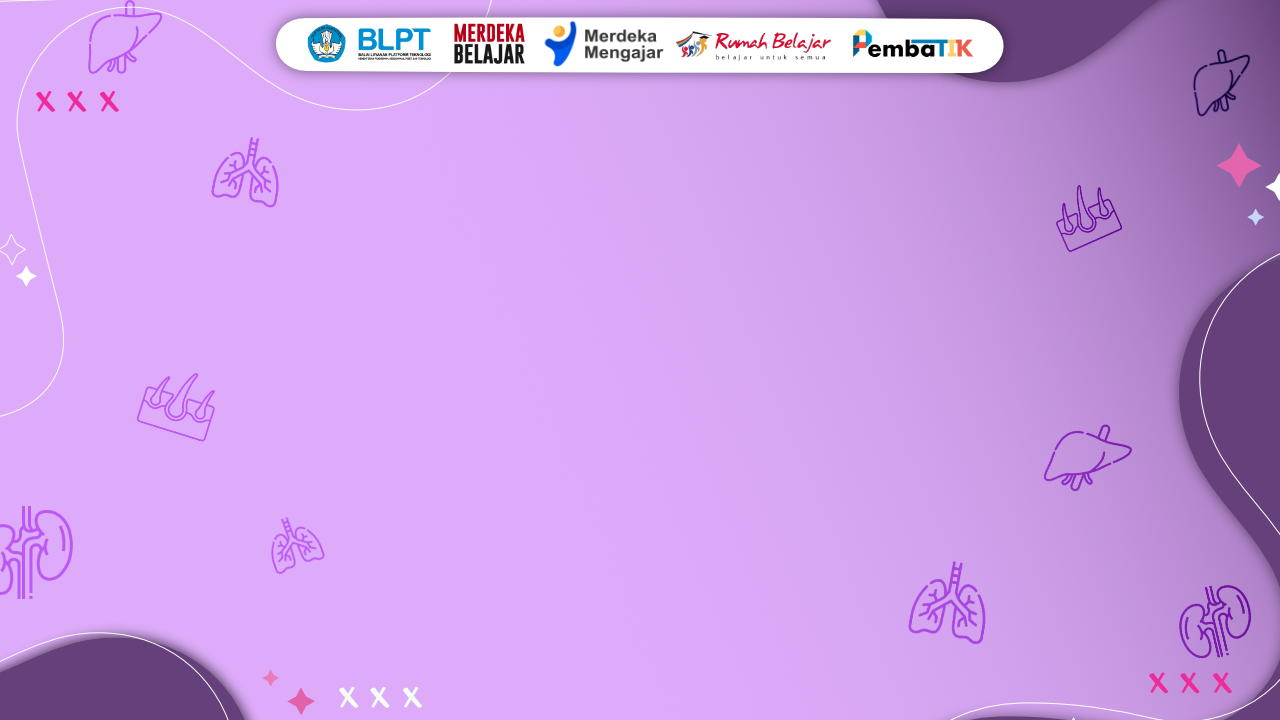 BLPT
BALAI LAYANAN PLATFORM TEKNOLOGI
MERDEKA
BELAJAR
Merdeka
Mengajar
Rumah Belajar
belajar untuk semua
PembaTIK
X X X
X X X
X X X